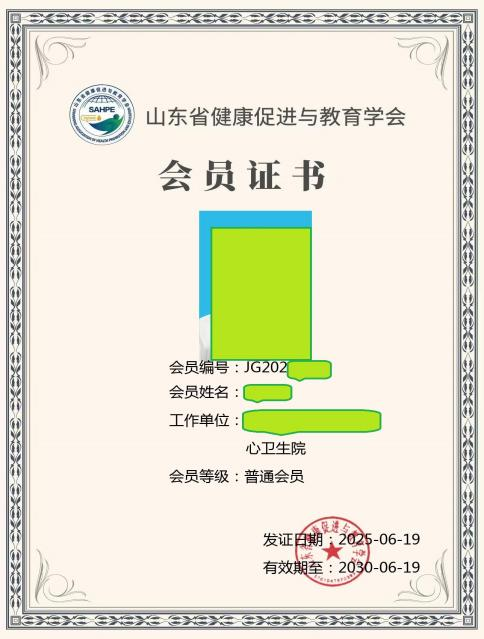 SAHPE
山东省健康促进与教育学会
会员证书
会员编号：JG202
会员姓名：
工作单位：
心卫生院
会员等级：普通会员
发证日期：2025-06-19
有效期至：2030-06-19